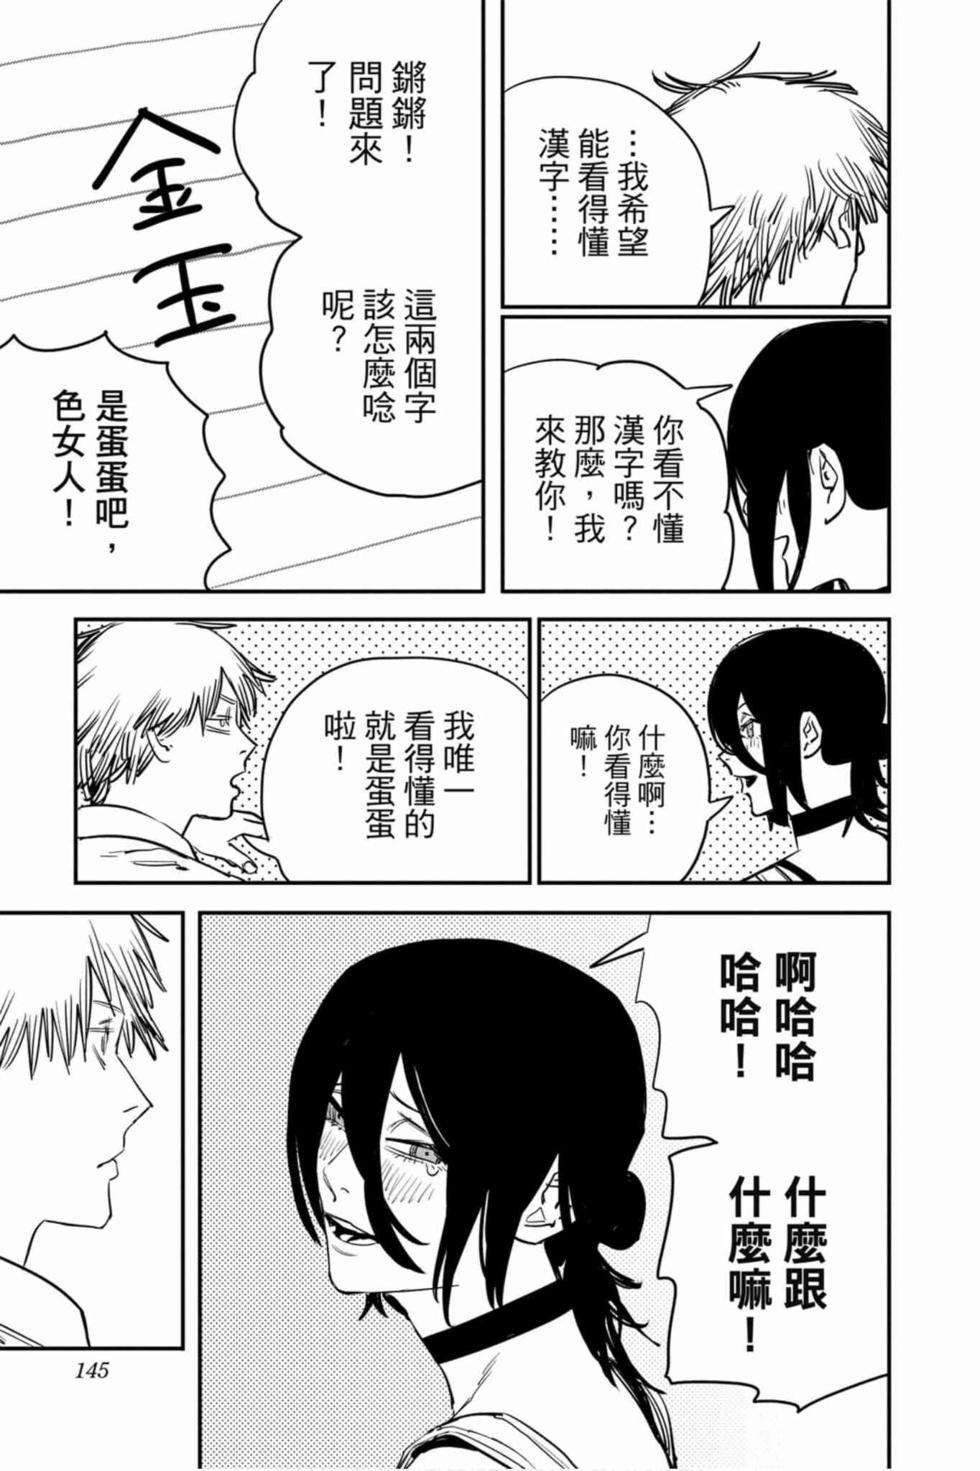 …我希望
能看得懂
漢字……
你看不懂
漢字嗎？
那麼，我
來教你！
鏘鏘！
問題來
了！
這兩個字
該怎麼唸
呢？
金玉
是蛋蛋吧，
色女人！
什麼啊…
你看得懂
嘛！
我唯一
看得懂的
就是蛋蛋
啦！
啊哈哈
哈哈！
什麼跟
什麼嘛！
145